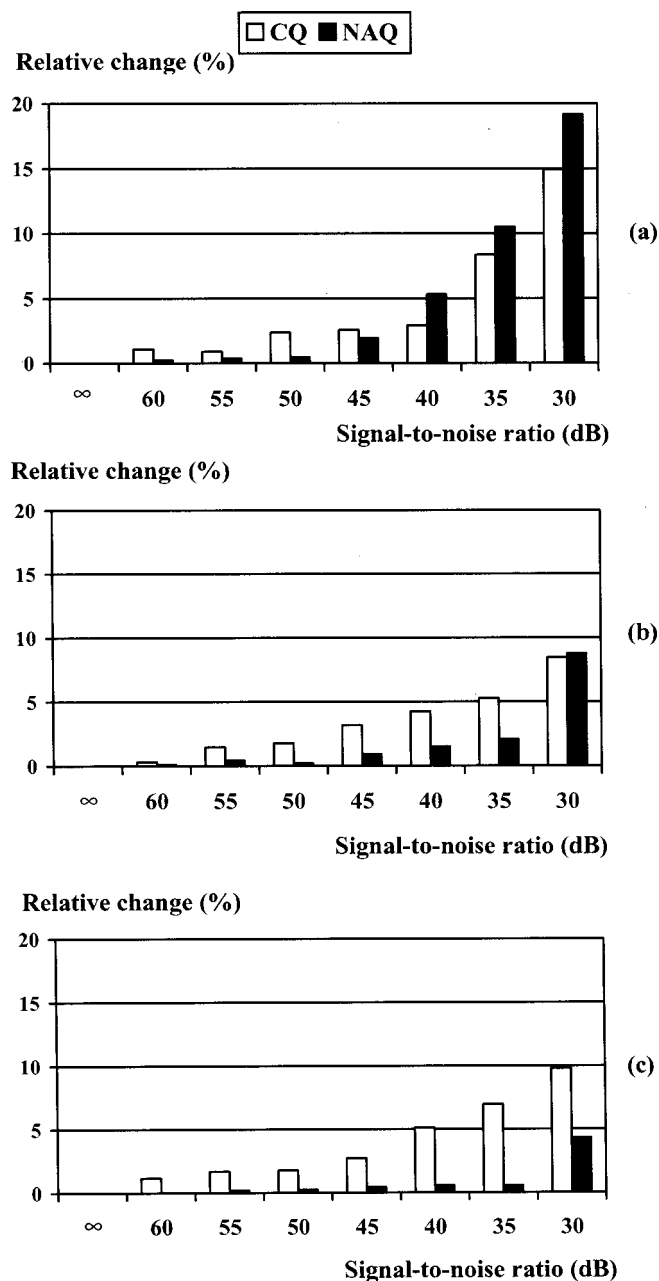 CQ NAQ
Relative change (%)
20
15
10
5
0
(a)
∞ 60 55 50 45 40 35 30
Signal-to-noise ratio (dB)
Relative change (%)
20
15
10
5
0
(b)
∞ 60 55 50 45 40 35 30
Signal-to-noise ratio (dB)
Relative change (%)
20
15
10
5
0
(c)
∞ 60 55 50 45 40 35 30
Signal-to-noise ratio (dB)